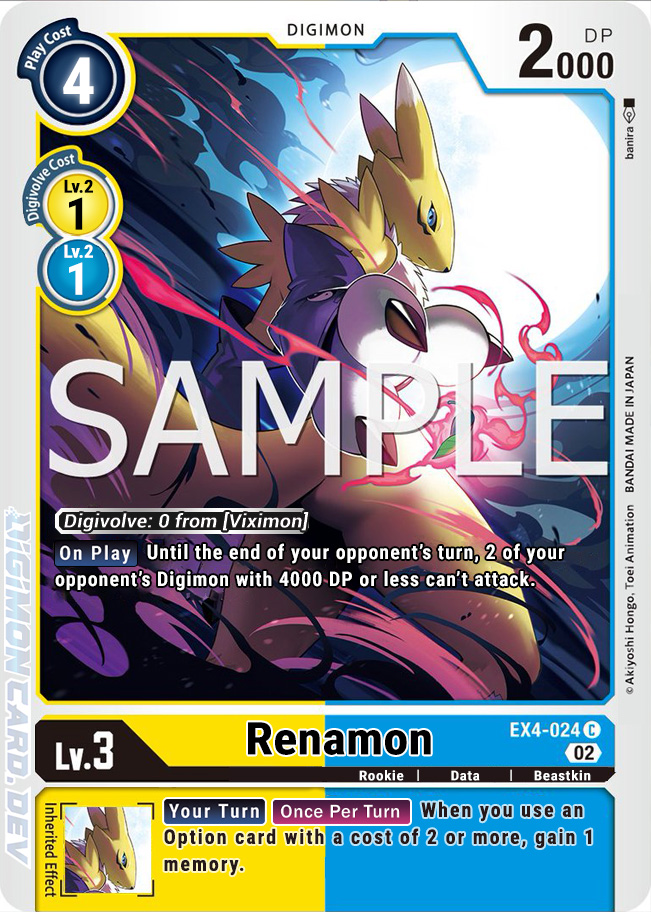 DIGIMON
Play Cost
4
2000
DP
Digivolve Cost
Lv.2
1
Lv.2
1
banira
SAMPLE
Digivolve: 0 from [Viximon]
On Play Until the end of your opponent's turn, 2 of your
opponent's Digimon with 4000 DP or less can't attack.
© Akiyoshi Hongo, Toei Animation BANDAI MADE IN JAPAN
DIGIMONCARD.DEV
Lv.3
Renamon
EX4-024 C
02
Rookie | Data | Beastkin
Inherited Effect
Your Turn Once Per Turn When you use an
Option card with a cost of 2 or more, gain 1
memory.